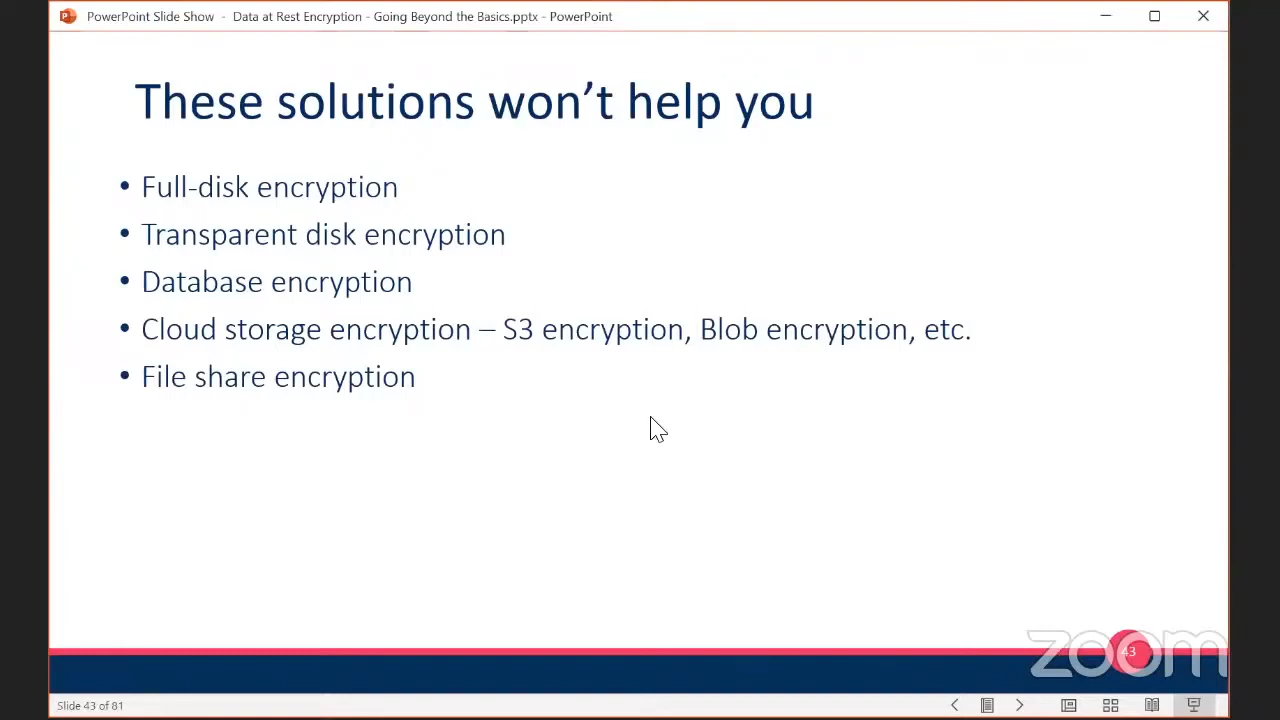 PowerPoint Slide Show - Data at Rest Encryption - Going Beyond the Basics.pptx - PowerPoint
These solutions won’t help you
• Full-disk encryption
• Transparent disk encryption
• Database encryption
• Cloud storage encryption – S3 encryption, Blob encryption, etc.
• File share encryption
43
zoom
Slide 43 of 81